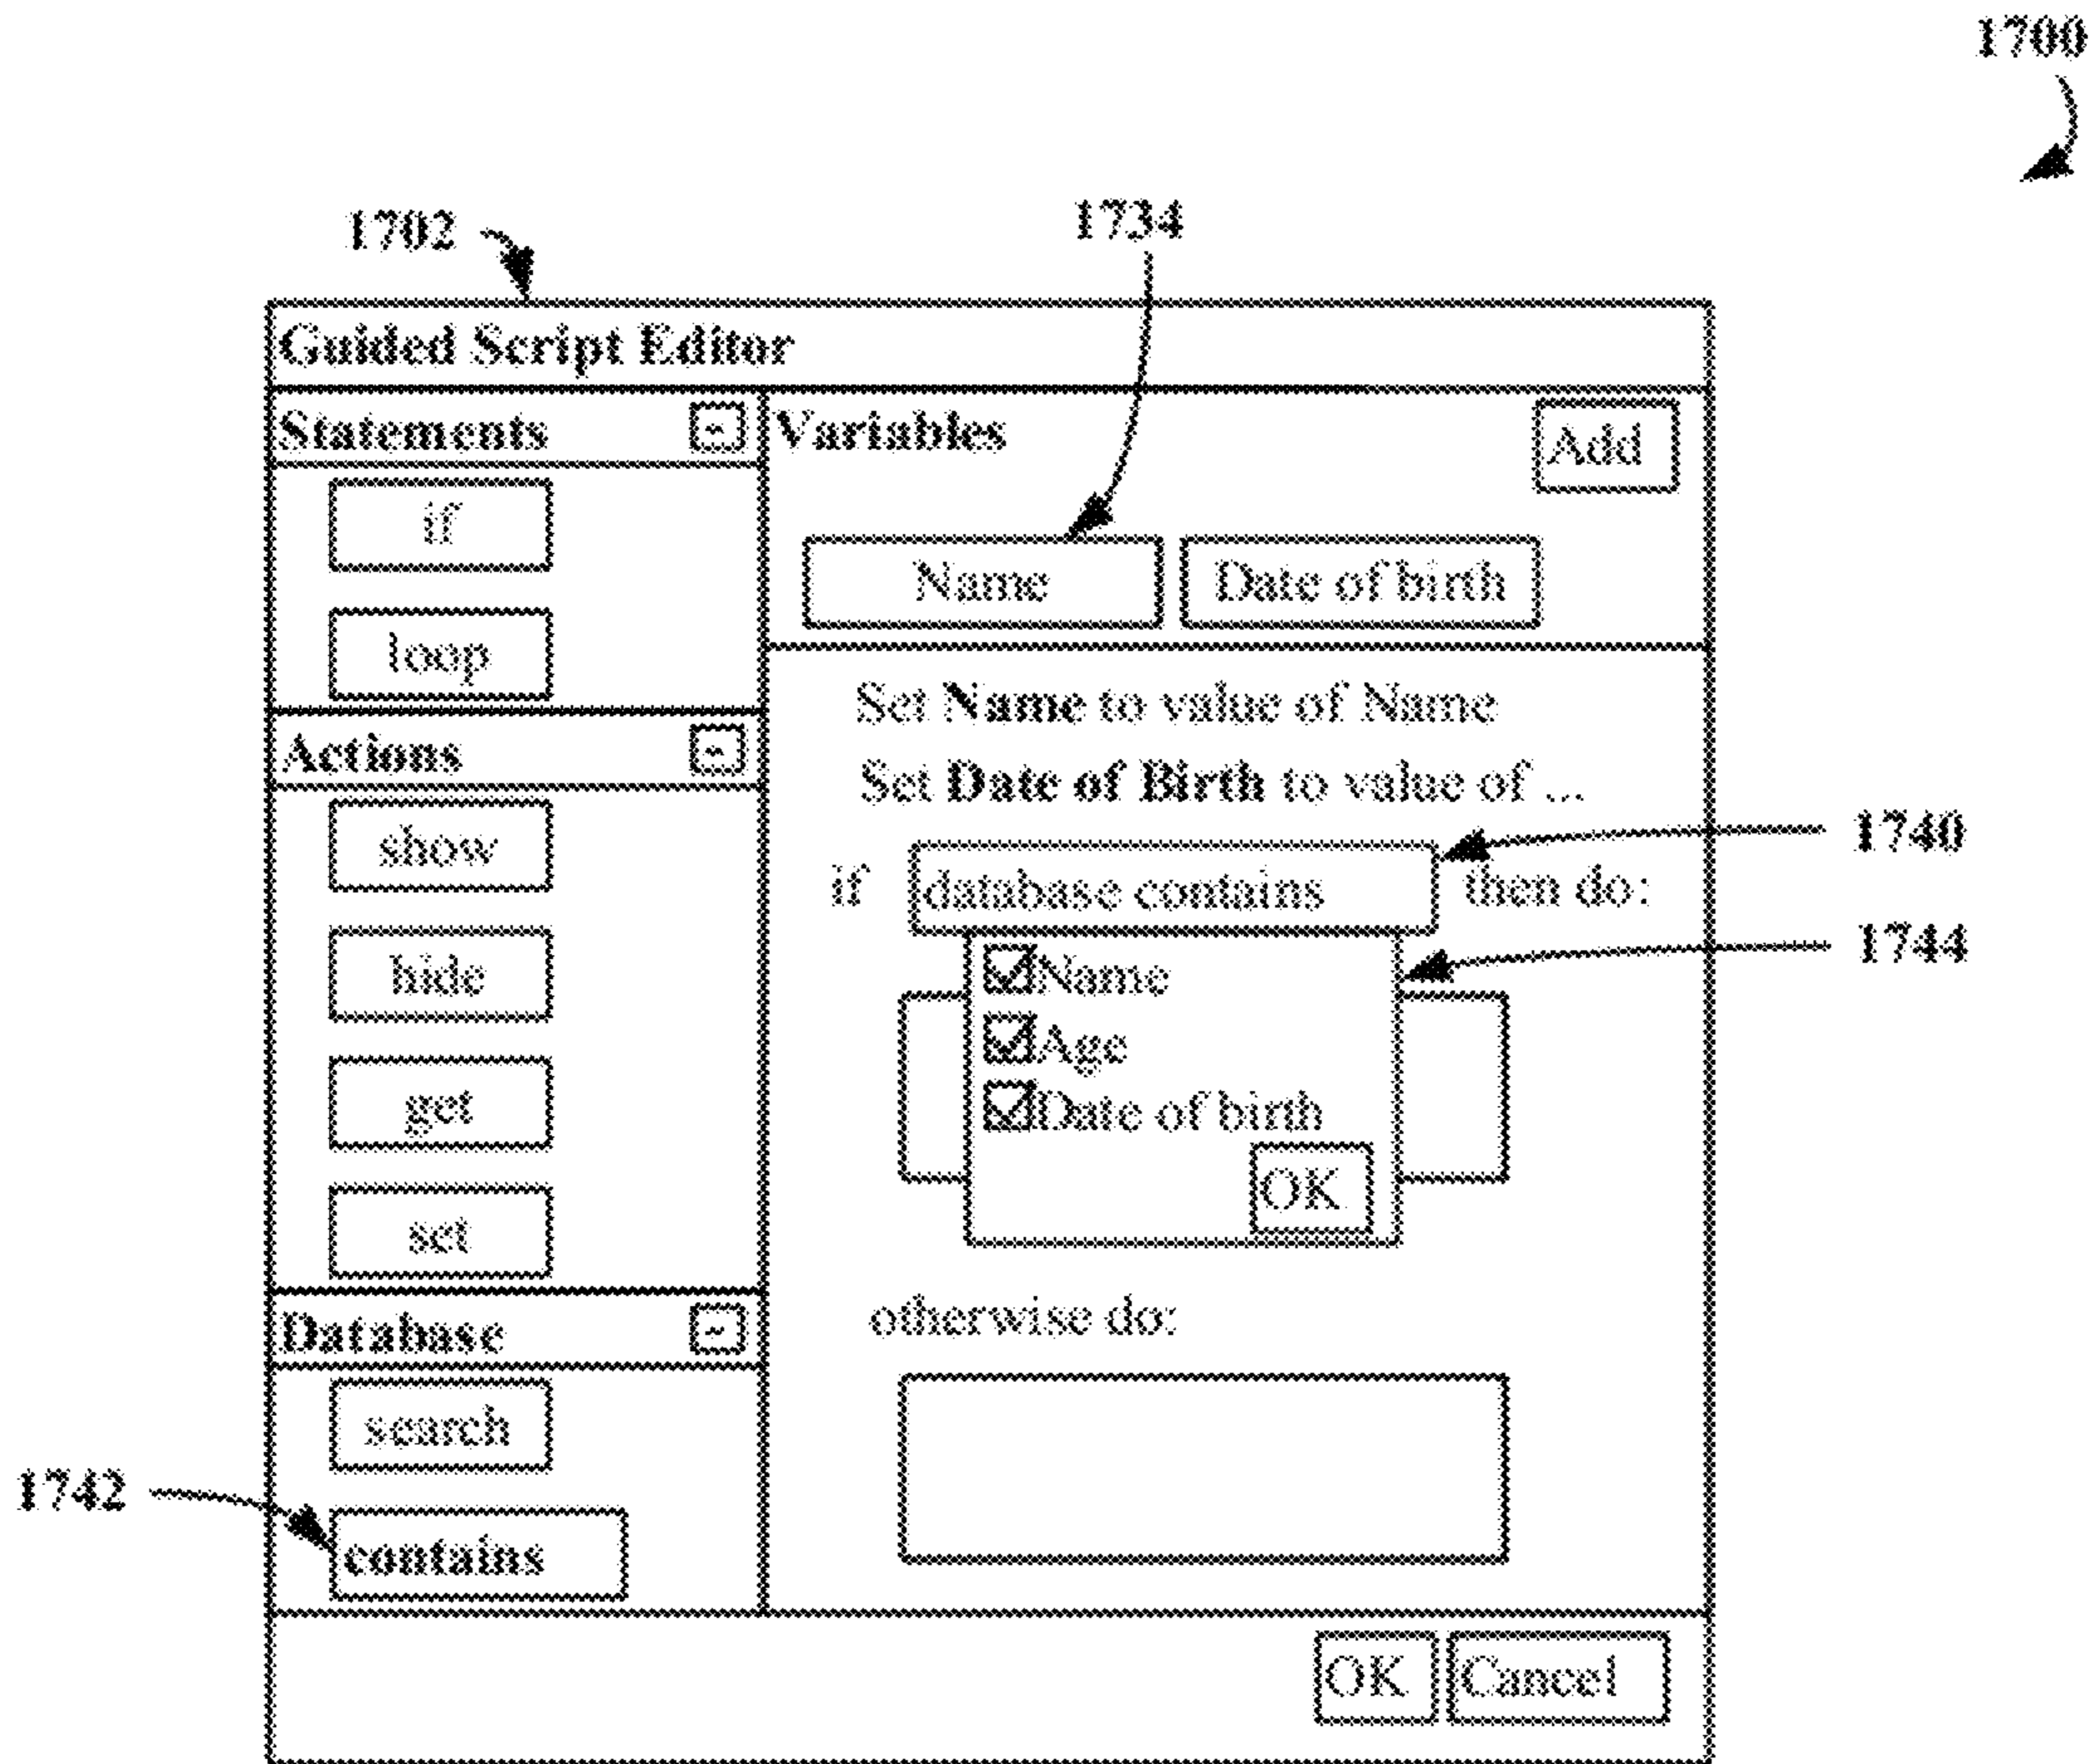 1700
1702
1734
Guided Script Editor
Statements -
if
loop
Actions -
show
hide
get
set
Database -
search
1742
contains
Variables Add
Name Date of birth
Set Name to value of Name
Set Date of Birth to value of ...
if database contains then do:
1740
1744
Name
Age
Date of birth
OK
otherwise do:
OK Cancel